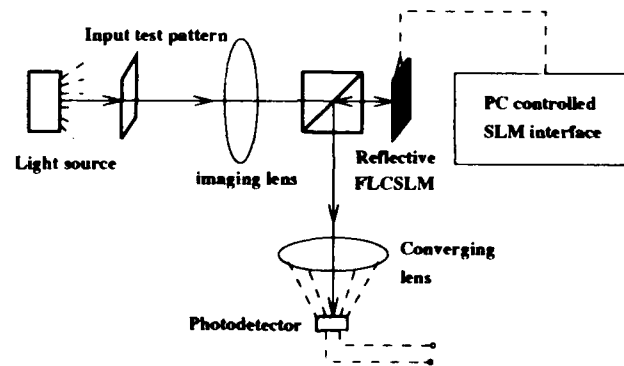 Input test pattern
Light source
imaging lens
Reflective
FLCSLM
PC controlled
SLM interface
Converging
lens
Photodetector